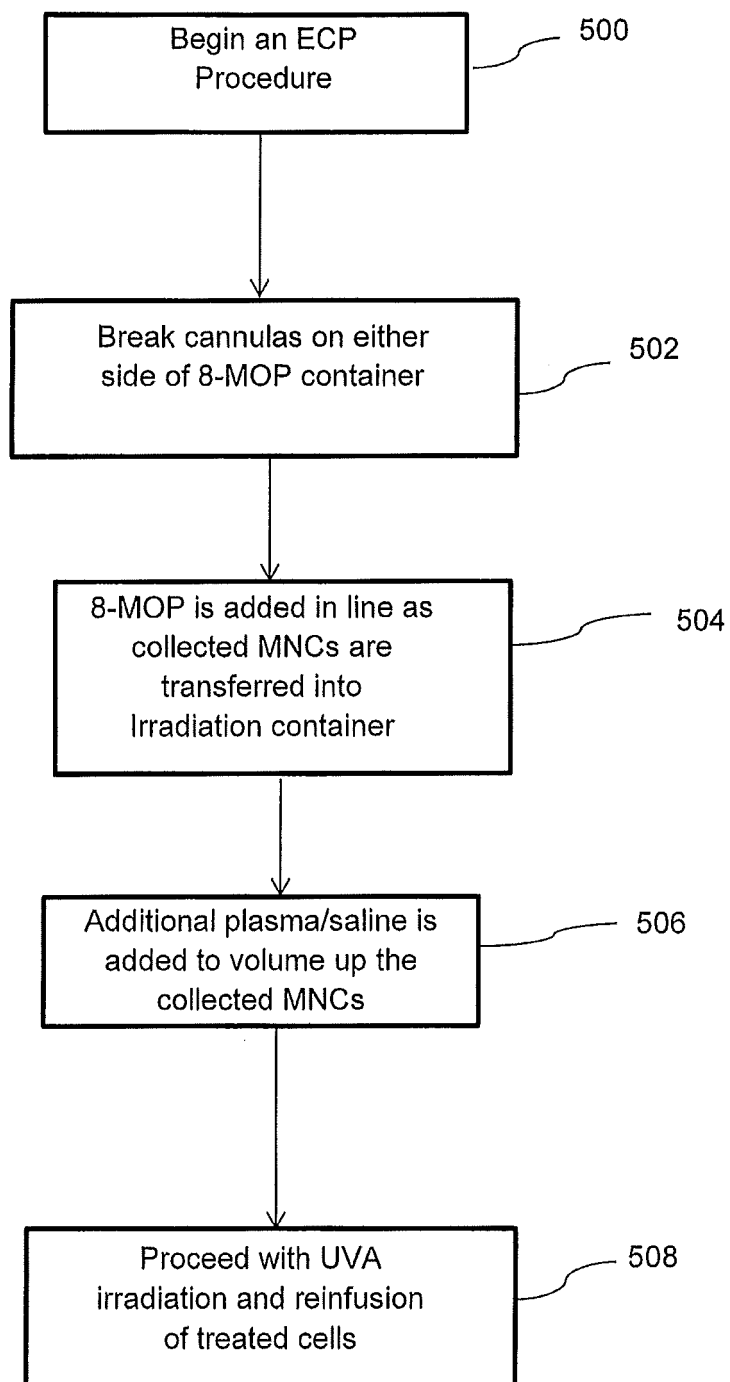 Begin an ECP
Procedure
500
Break cannulas on either
side of 8-MOP container
502
8-MOP is added in line as
collected MNCs are
transferred into
Irradiation container
504
Additional plasma/saline is
added to volume up the
collected MNCs
506
Proceed with UVA
irradiation and reinfusion
of treated cells
508